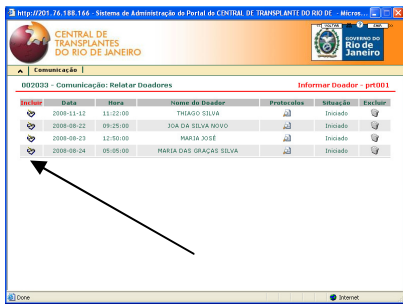 http://201.76.188.166 - Sistema de Administração do Portal do CENTRAL DE TRANSPLANTE DO RIO DE - Micros...
CENTRAL DE
TRANSPLANTES
DO RIO DE JANEIRO
GOVERNO DO
Rio de
Janeiro
Comunicação |
002033 - Comunicação: Relatar Doadores Informar Doador - prt001
Incluir Data Hora Nome do Doador Protocolos Situação Excluir
2008-11-12 11:22:00 THIAGO SILVA Iniciado
2008-08-22 09:25:00 JOA DA SILVA NOVO Iniciado
2008-08-23 12:50:00 MARIA JOSÉ Iniciado
2008-08-24 05:05:00 MARIA DAS GRAÇAS SILVA Iniciado
Done Internet